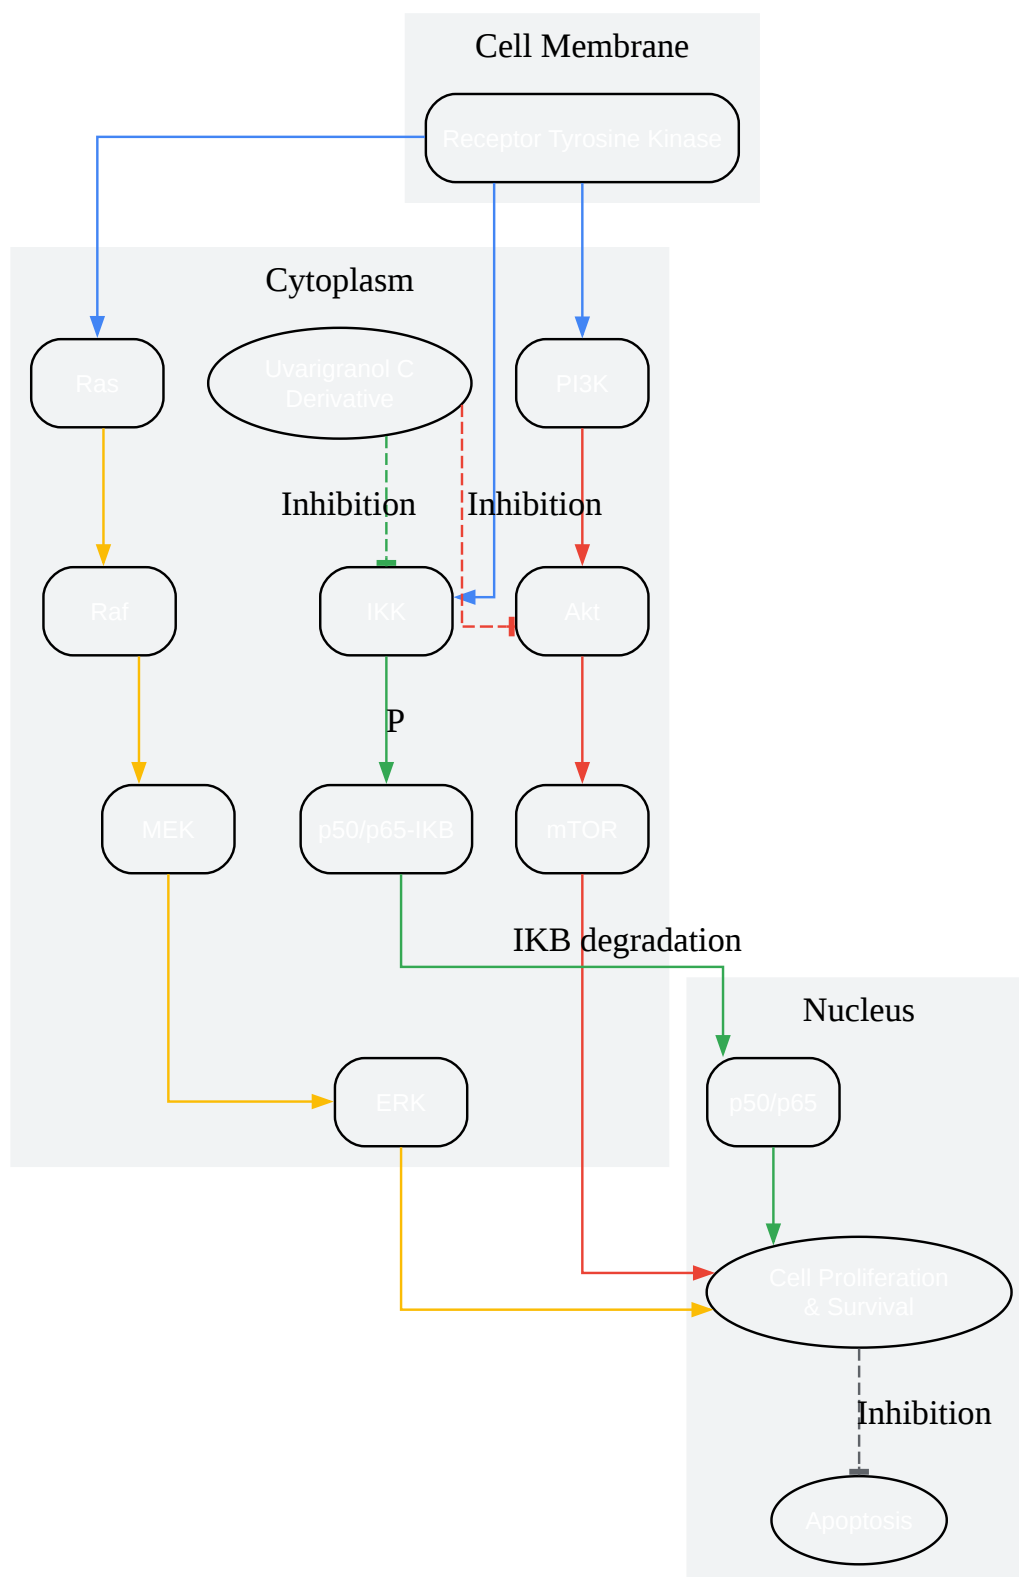 Cell Membrane
Receptor Tyrosine Kinase
Cytoplasm
Ras
Uvarigranol C
Derivative
PI3K
Inhibition
Inhibition
Raf
IKK
Akt
P
MEK
p50/p65-IKB
mTOR
IKB degradation
Nucleus
ERK
p50/p65
Cell Proliferation
& Survival
Inhibition
Apoptosis